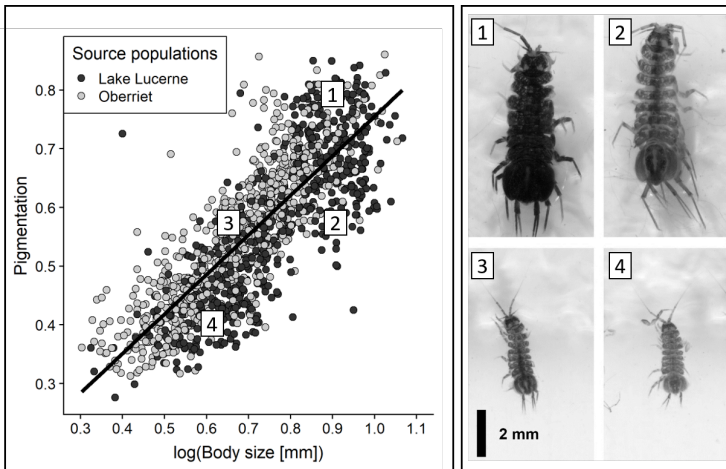 Source populations
Lake Lucerne
Oberriet
Pigmentation
0.8
0.7
0.6
0.5
0.4
0.3
1
2
3
4
0.3 0.4 0.5 0.6 0.7 0.8 0.9 1.0 1.1
log(Body size [mm])
1
2
3
4
2 mm